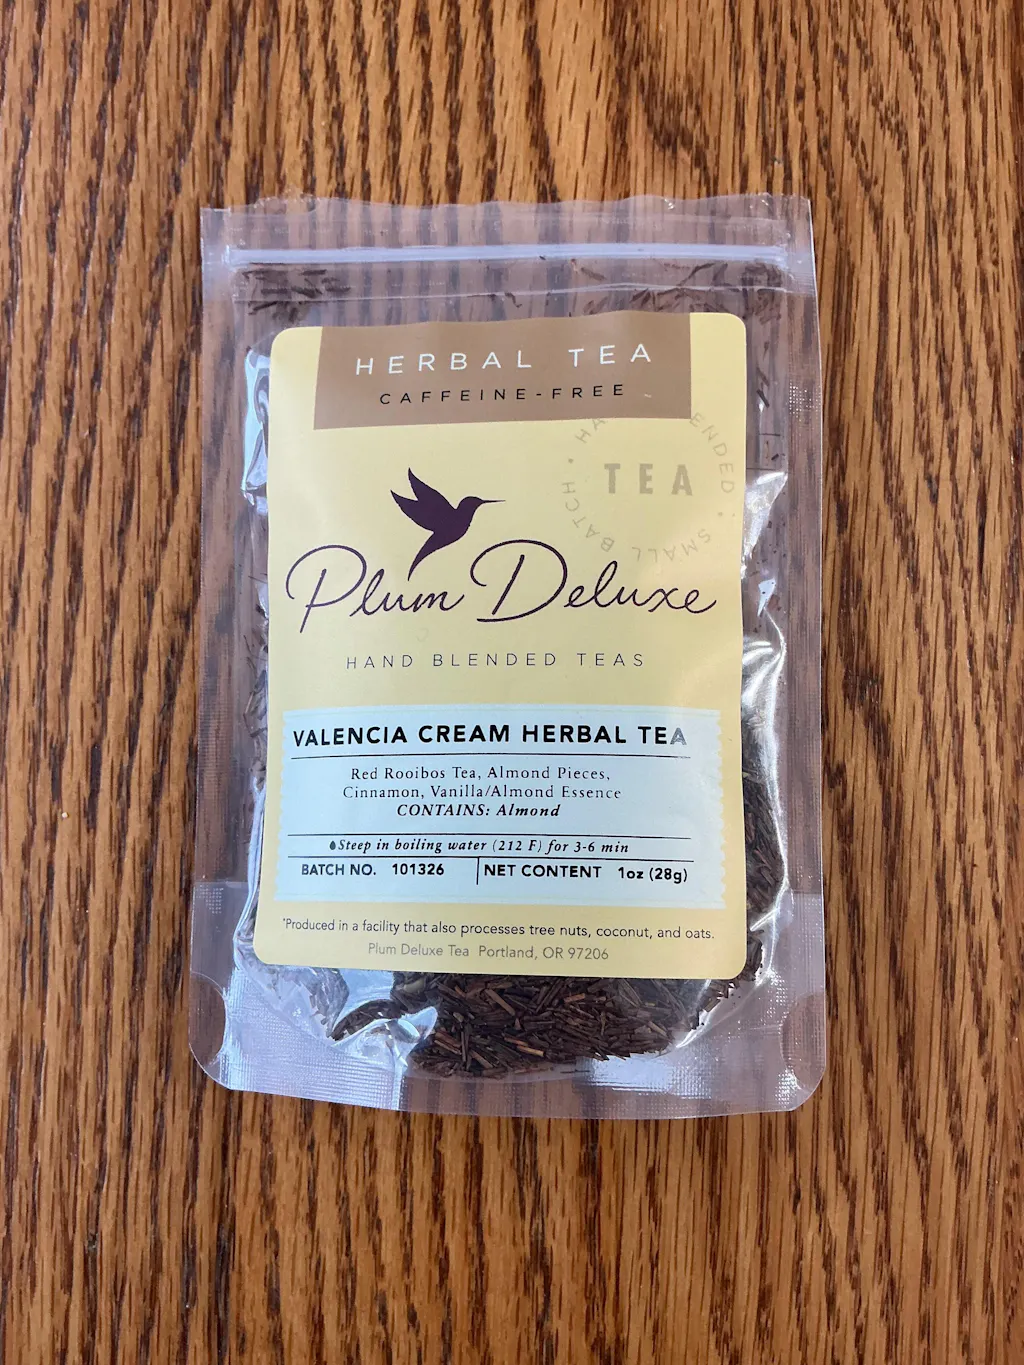 HERBAL TEA
CAFFEINE-FREE
TEA
SMALL BATCH
Plum Deluxe
HAND BLENDED TEAS
VALENCIA CREAM HERBAL TEA
Red Rooibos Tea, Almond Pieces,
Cinnamon, Vanilla/Almond Essence
CONTAINS: Almond
Steep in boiling water (212 F) for 3-6 min
BATCH NO. 101326 NET CONTENT 1oz (28g)
*Produced in a facility that also processes tree nuts, coconut, and oats.
Plum Deluxe Tea Portland, OR 97206